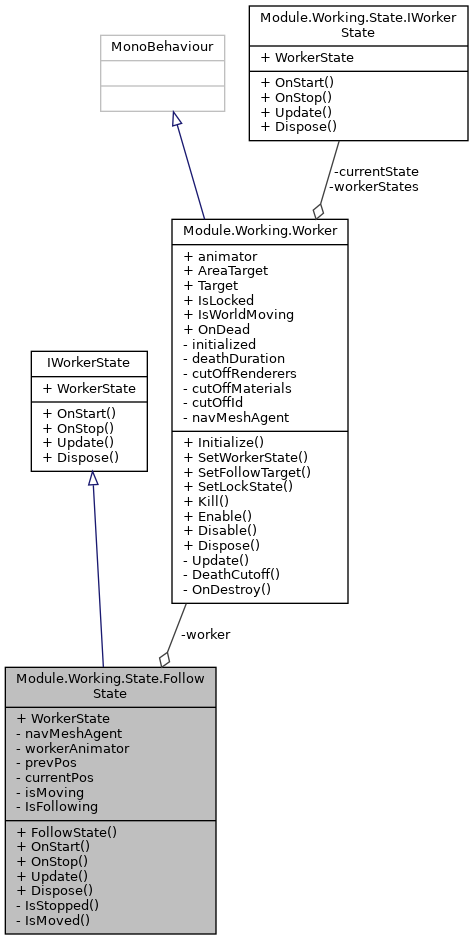 Module.Working.State.IWorker
State
+ WorkerState
+ OnStart()
+ OnStop()
+ Update()
+ Dispose()
MonoBehaviour
-currentState
-workerStates
Module.Working.Worker
+ animator
+ AreaTarget
+ Target
+ IsLocked
+ IsWorldMoving
+ OnDead
- initialized
- deathDuration
- cutOffRenderers
- cutOffMaterials
- cutOffId
- navMeshAgent
+ Initialize()
+ SetWorkerState()
+ SetFollowTarget()
+ SetLockState()
+ Kill()
+ Enable()
+ Disable()
+ Dispose()
- Update()
- DeathCutoff()
- OnDestroy()
IWorkerState
+ WorkerState
+ OnStart()
+ OnStop()
+ Update()
+ Dispose()
-worker
Module.Working.State.Follow
State
+ WorkerState
- navMeshAgent
- workerAnimator
- prevPos
- currentPos
- isMoving
- IsFollowing
+ FollowState()
+ OnStart()
+ OnStop()
+ Update()
+ Dispose()
- IsStopped()
- IsMoved()